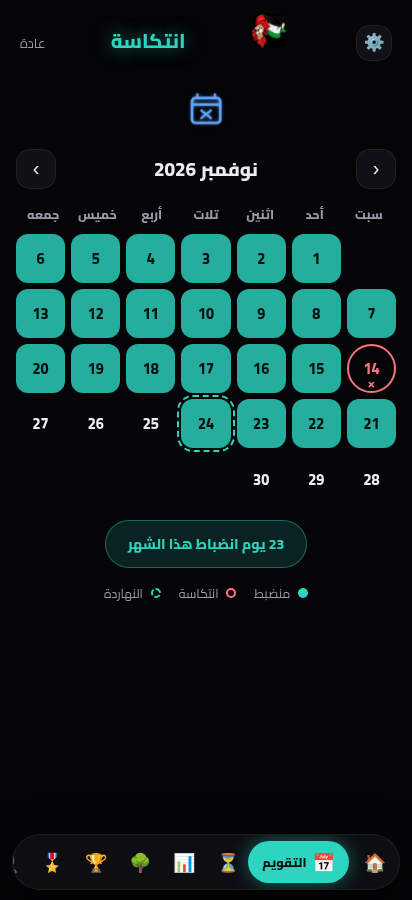 انتكاسة
عادة
نوفمبر 2026
سبت أحد اثنين تلات أربع خميس جمعه
1 2 3 4 5 6
7 8 9 10 11 12 13
14 15 16 17 18 19 20
21 22 23 24 25 26 27
28 29 30
23 يوم انضباط هذا الشهر
منضبط انتكاسة النهاردة
التقويم